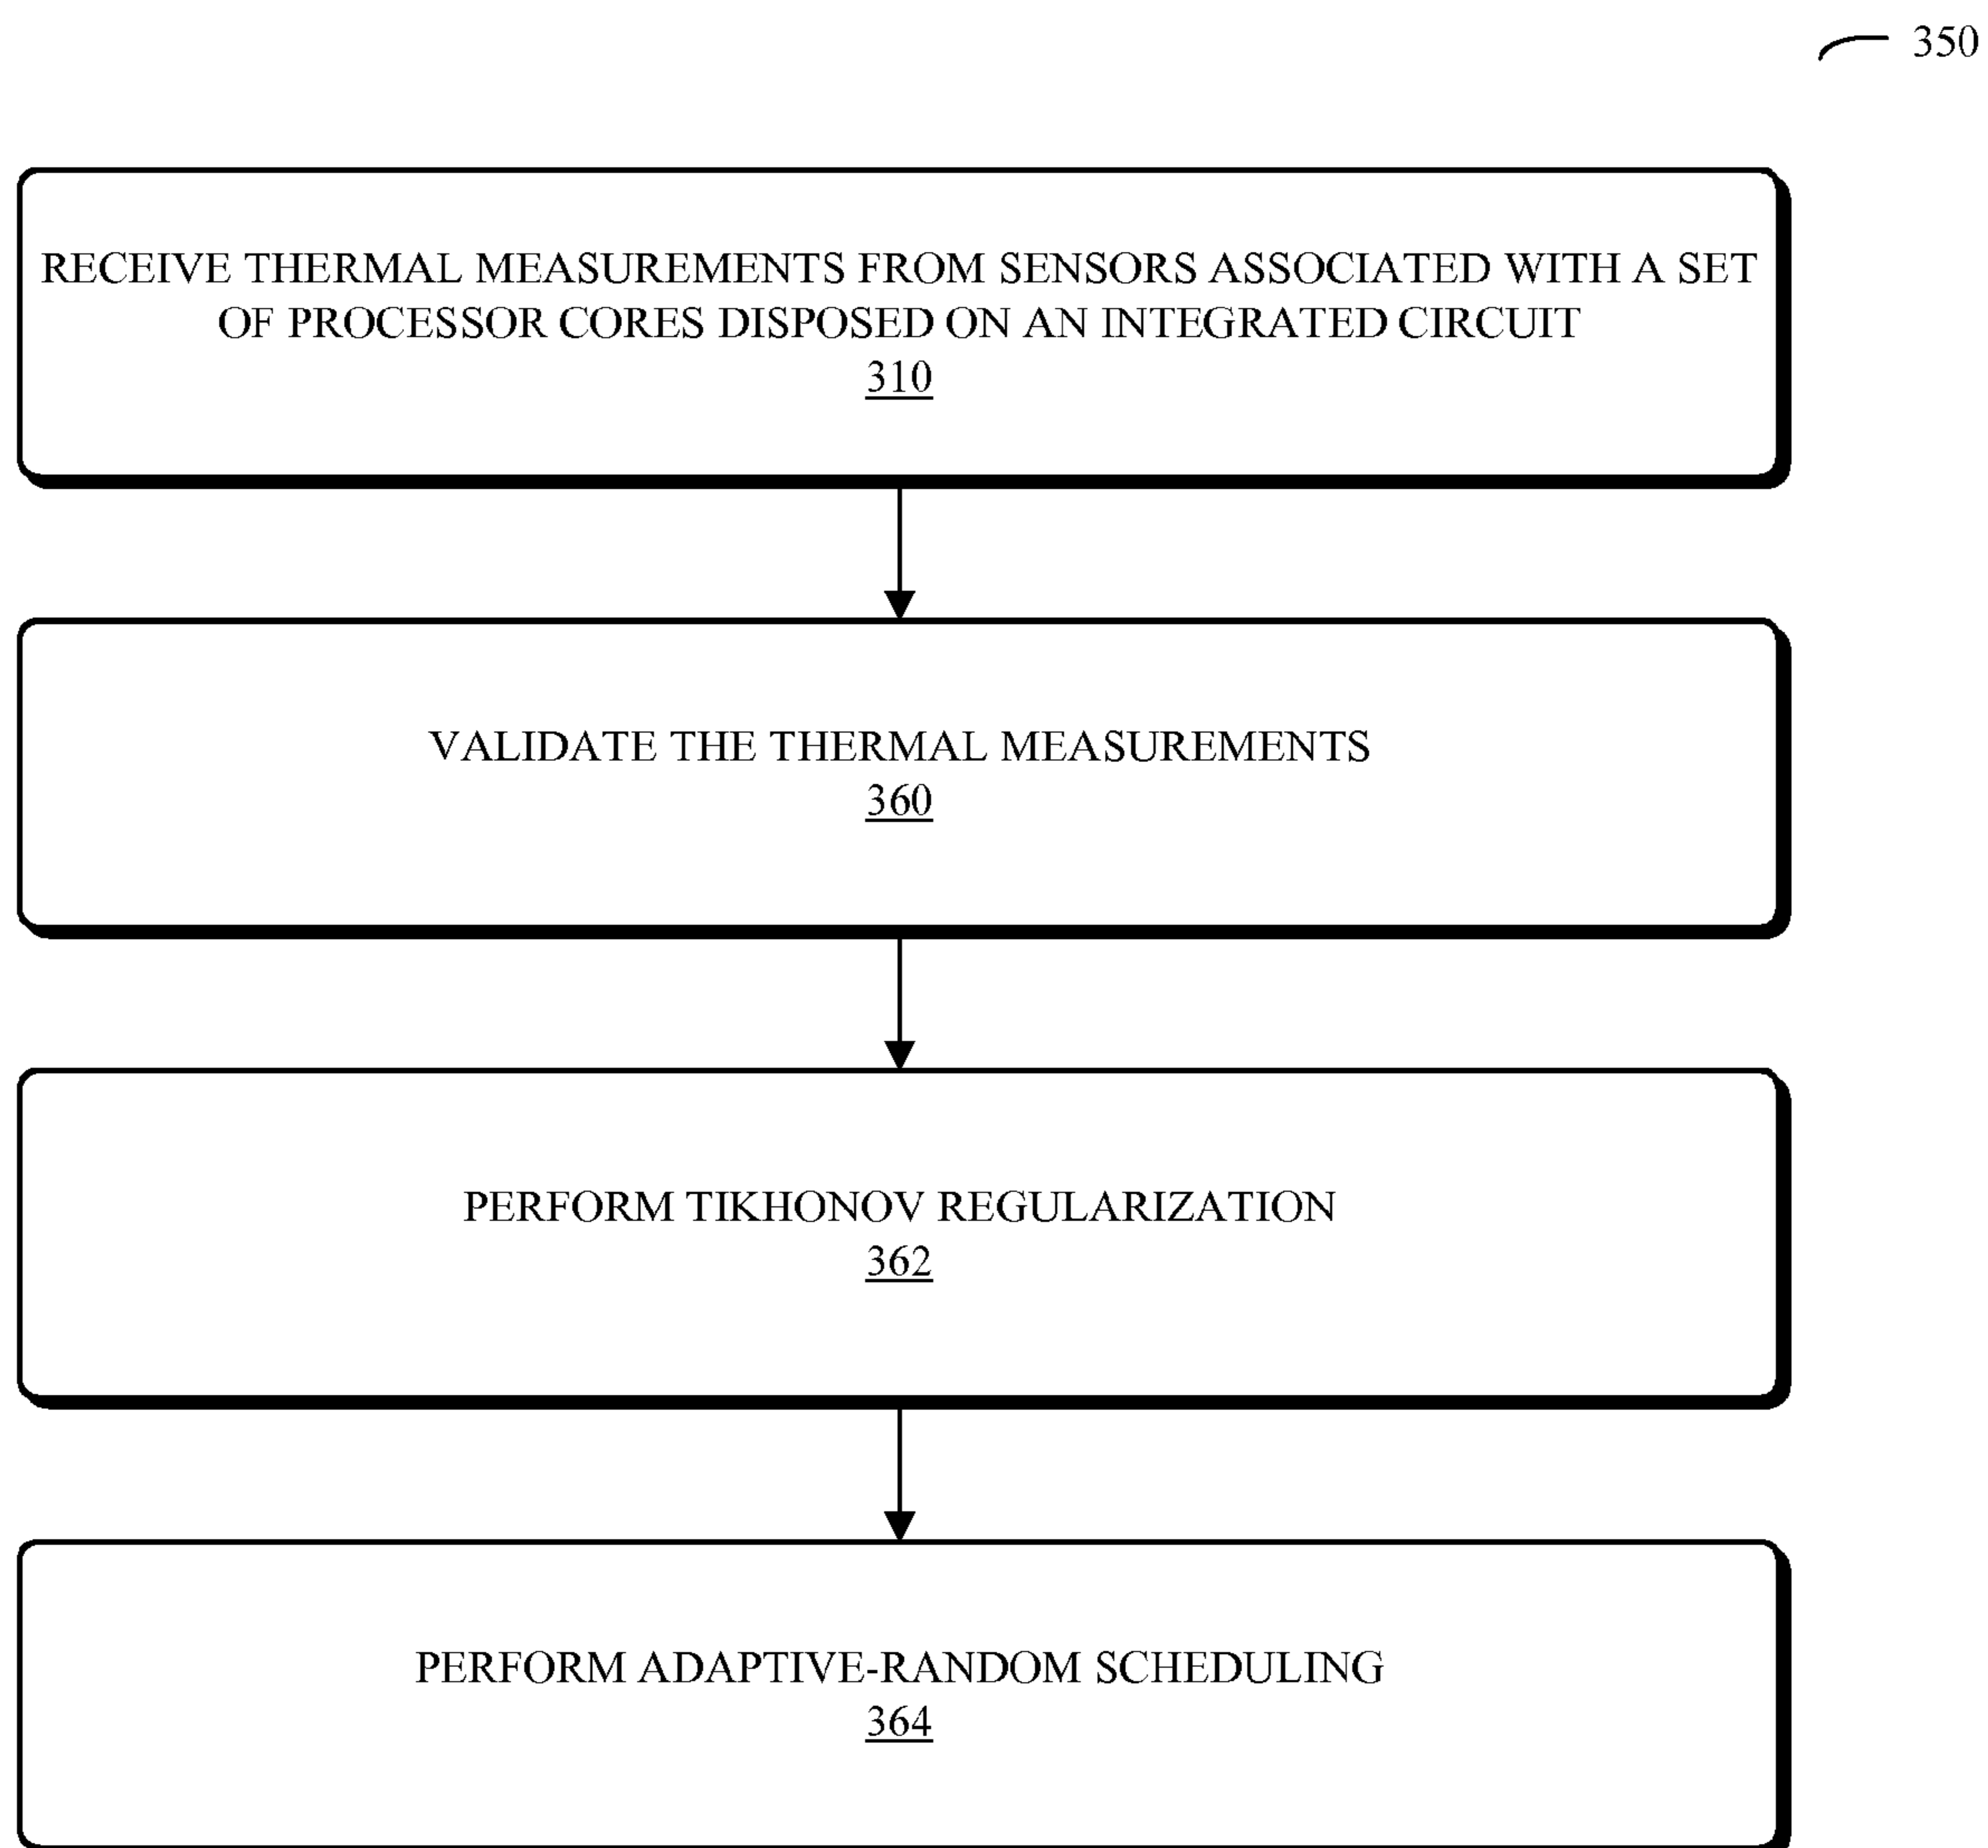 350
RECEIVE THERMAL MEASUREMENTS FROM SENSORS ASSOCIATED WITH A SET
OF PROCESSOR CORES DISPOSED ON AN INTEGRATED CIRCUIT
310
VALIDATE THE THERMAL MEASUREMENTS
360
PERFORM TIKHONOV REGULARIZATION
362
PERFORM ADAPTIVE-RANDOM SCHEDULING
364